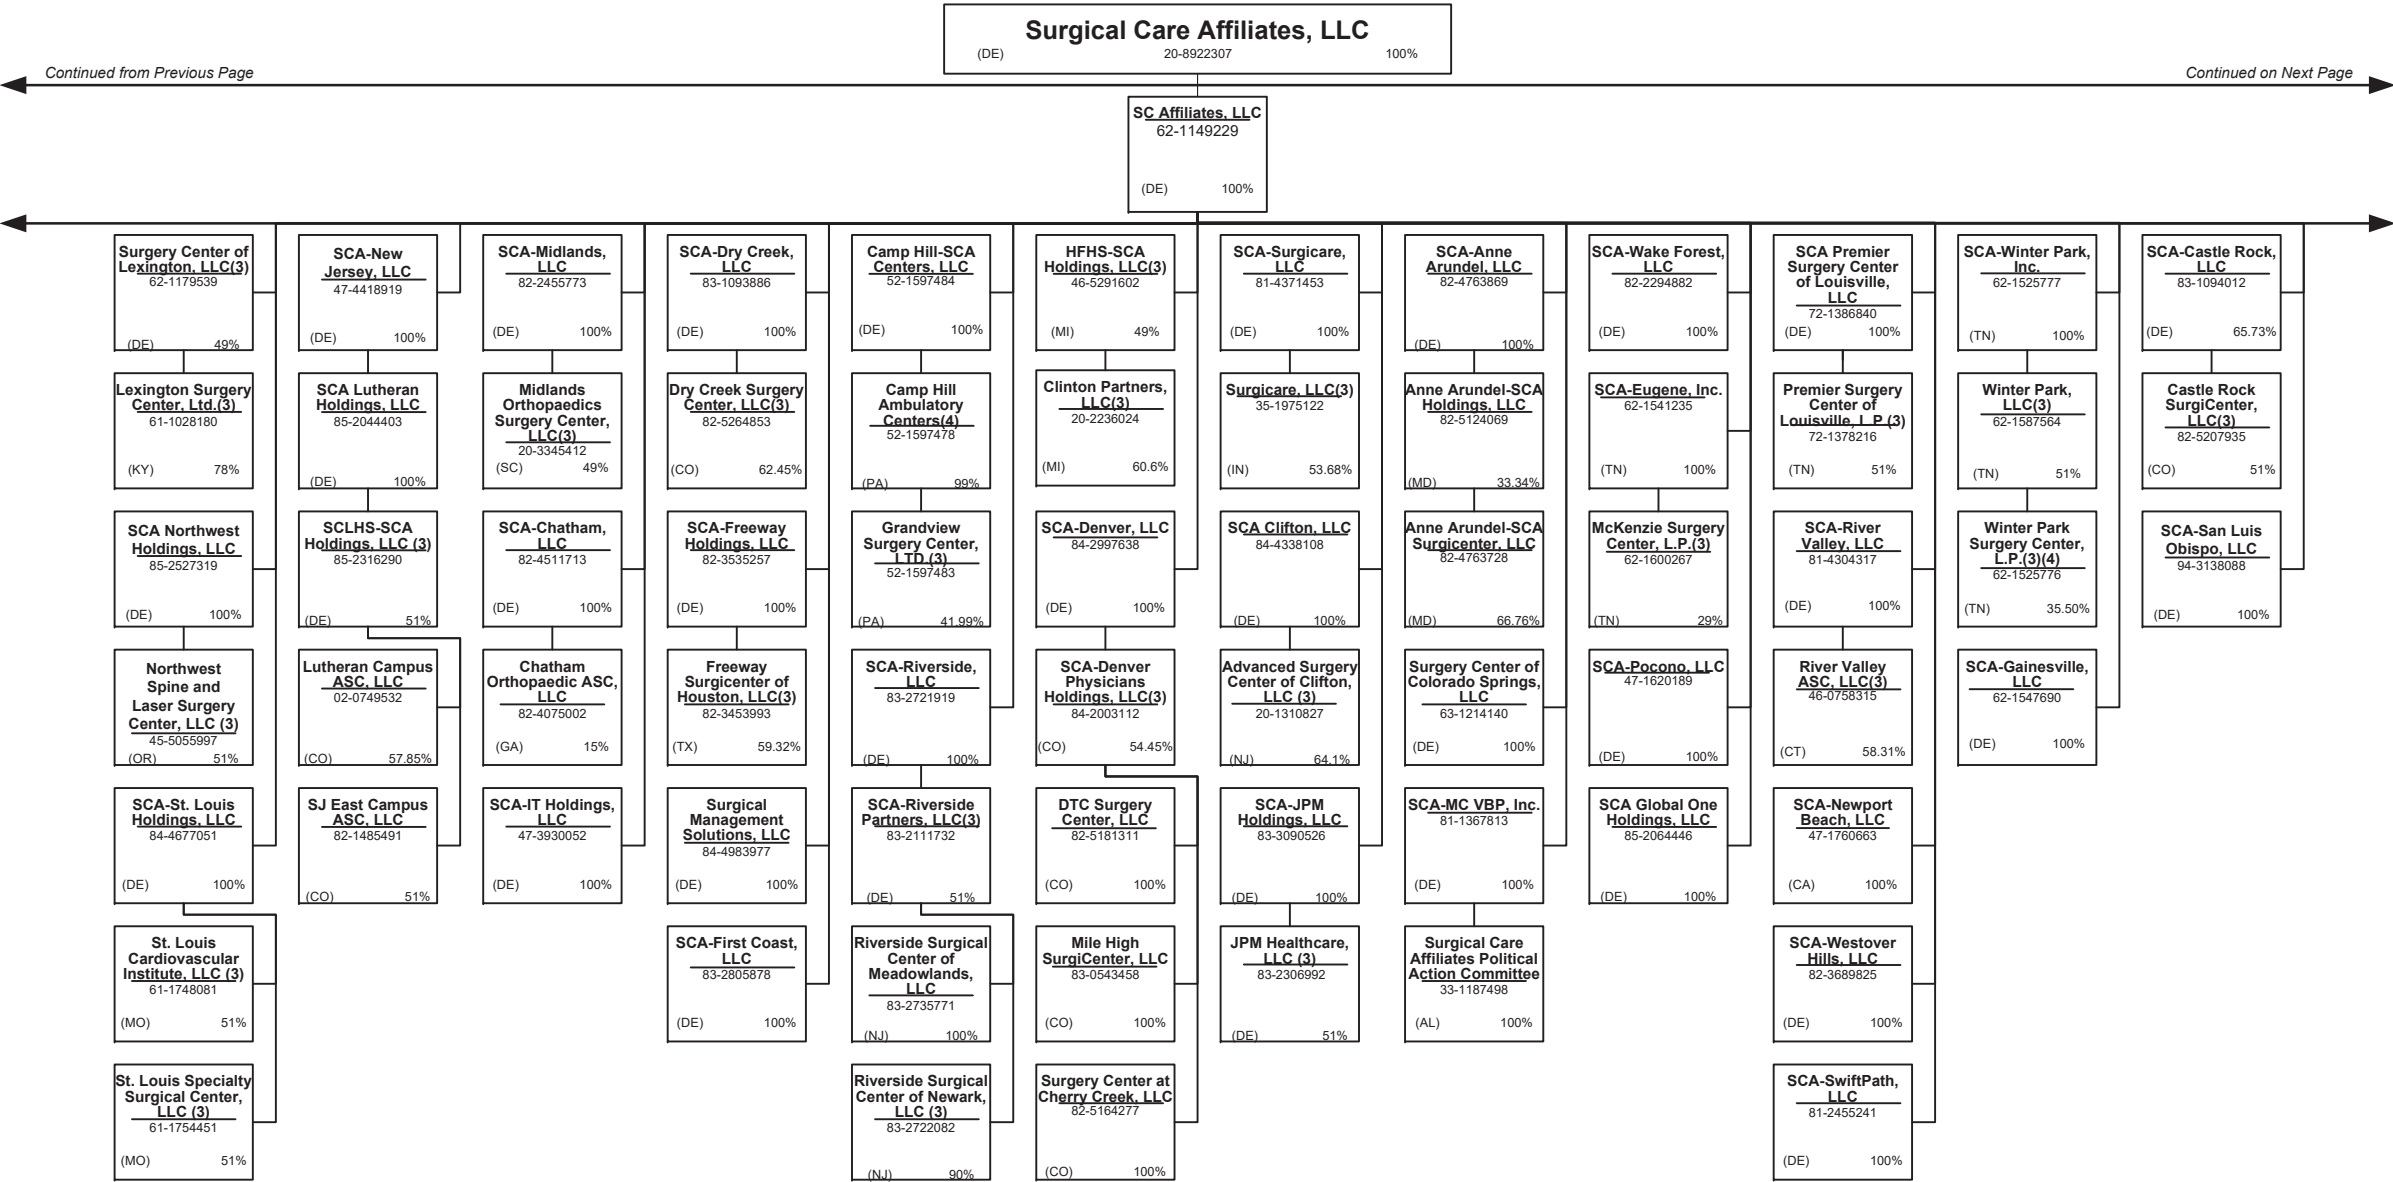 Surgical Care Affiliates, LLC
(DE) 20-8922307 100%
Continued from Previous Page
Continued on Next Page
SC Affiliates, LLC
62-1149229
(DE) 100%
Surgery Center of
Lexington, LLC(3)
62-1179539
(DE) 49%
Lexington Surgery
Center, Ltd.(3)
61-1028180
(KY) 78%
SCA Northwest
Holdings, LLC
85-2527319
(DE) 100%
Northwest
Spine and
Laser Surgery
Center, LLC (3)
45-5055997
(OR) 51%
SCA-St. Louis
Holdings, LLC
84-4677051
(DE) 100%
St. Louis
Cardiovascular
Institute, LLC (3)
61-1748081
(MO) 51%
St. Louis Specialty
Surgical Center,
LLC (3)
61-1754451
(MO) 51%
SCA-New
Jersey, LLC
47-4418919
(DE) 100%
SCA Lutheran
Holdings, LLC
85-2044403
(DE) 100%
SCLHS-SCA
Holdings, LLC (3)
85-2316290
(DE) 51%
Lutheran Campus
ASC, LLC
02-0749532
(CO) 57.85%
SJ East Campus
ASC, LLC
82-1485491
(CO) 51%
SCA-Midlands,
LLC
82-2455773
(DE) 100%
Midlands
Orthopaedics
Surgery Center,
LLC(3)
20-3345412
(SC) 49%
SCA-Chatham,
LLC
82-4511713
(DE) 100%
Chatham
Orthopaedic ASC,
LLC
82-4075002
(GA) 15%
SCA-IT Holdings,
LLC
47-3930052
(DE) 100%
SCA-Dry Creek,
LLC
83-1093886
(DE) 100%
Dry Creek Surgery
Center, LLC(3)
82-5264853
(CO) 62.45%
SCA-Freeway
Holdings, LLC
82-3535257
(DE) 100%
Freeway
Surgicenter of
Houston, LLC(3)
82-3453993
(TX) 59.32%
Surgical
Management
Solutions, LLC
84-4983977
(DE) 100%
SCA-First Coast,
LLC
83-2805878
(DE) 100%
Camp Hill-SCA
Centers, LLC
52-1597484
(DE) 100%
Camp Hill
Ambulatory
Centers(4)
52-1597478
(PA) 99%
Grandview
Surgery Center,
LTD.(3)
52-1597483
(PA) 41.99%
SCA-Riverside,
LLC
83-2721919
(DE) 100%
SCA-Riverside
Partners, LLC(3)
83-2111732
(DE) 51%
Riverside Surgical
Center of
Meadowlands,
LLC
83-2735771
(NJ) 100%
Riverside Surgical
Center of Newark,
LLC (3)
83-2722082
(NJ) 90%
HFHS-SCA
Holdings, LLC(3)
46-5291602
(MI) 49%
Clinton Partners,
LLC(3)
20-2236024
(MI) 60.6%
SCA-Denver, LLC
84-2997638
(DE) 100%
SCA-Denver
Physicians
Holdings, LLC(3)
84-2003112
(CO) 54.45%
DTC Surgery
Center, LLC
82-5181311
(CO) 100%
Mile High
SurgiCenter, LLC
83-0543458
(CO) 100%
Surgery Center at
Cherry Creek, LLC
82-5164277
(CO) 100%
SCA-Surgicare,
LLC
81-4371453
(DE) 100%
Surgicare, LLC(3)
35-1975122
(IN) 53.68%
SCA Clifton, LLC
84-4338108
(DE) 100%
Advanced Surgery
Center of Clifton,
LLC (3)
20-1310827
(NJ) 64.1%
SCA-JPM
Holdings, LLC
83-3090526
(DE) 100%
JPM Healthcare,
LLC (3)
83-2306992
(DE) 51%
SCA-Anne
Arundel, LLC
82-4763869
(DE) 100%
Anne Arundel-SCA
Holdings, LLC
82-5124069
(MD) 33.34%
Anne Arundel-SCA
Surgicenter, LLC
82-4763728
(MD) 66.76%
Surgery Center of
Colorado Springs,
LLC
63-1214140
(DE) 100%
SCA-MC VBP, Inc.
81-1367813
(DE) 100%
Surgical Care
Affiliates Political
Action Committee
33-1187498
(AL) 100%
SCA-Wake Forest,
LLC
82-2294882
(DE) 100%
SCA-Eugene, Inc.
62-1541235
(TN) 100%
McKenzie Surgery
Center, L.P.(3)
62-1600267
(TN) 29%
SCA-Pocono, LLC
47-1620189
(DE) 100%
SCA Global One
Holdings, LLC
85-2064446
(DE) 100%
SCA Premier
Surgery Center
of Louisville,
LLC
72-1386840
(DE) 100%
Premier Surgery
Center of
Louisville, L.P.(3)
72-1378216
(TN) 51%
SCA-River
Valley, LLC
81-4304317
(DE) 100%
River Valley
ASC, LLC(3)
46-0758315
(CT) 58.31%
SCA-Newport
Beach, LLC
47-1760663
(CA) 100%
SCA-Westover
Hills, LLC
82-3689825
(DE) 100%
SCA-SwiftPath,
LLC
81-2455241
(DE) 100%
SCA-Winter Park,
Inc.
62-1525777
(TN) 100%
Winter Park,
LLC(3)
62-1587564
(TN) 51%
Winter Park
Surgery Center,
L.P.(3)(4)
62-1525776
(TN) 35.50%
SCA-Gainesville,
LLC
62-1547690
(DE) 100%
SCA-Castle Rock,
LLC
83-1094012
(DE) 65.73%
Castle Rock
SurgiCenter,
LLC(3)
82-5207935
(CO) 51%
SCA-San Luis
Obispo, LLC
94-3138088
(DE) 100%